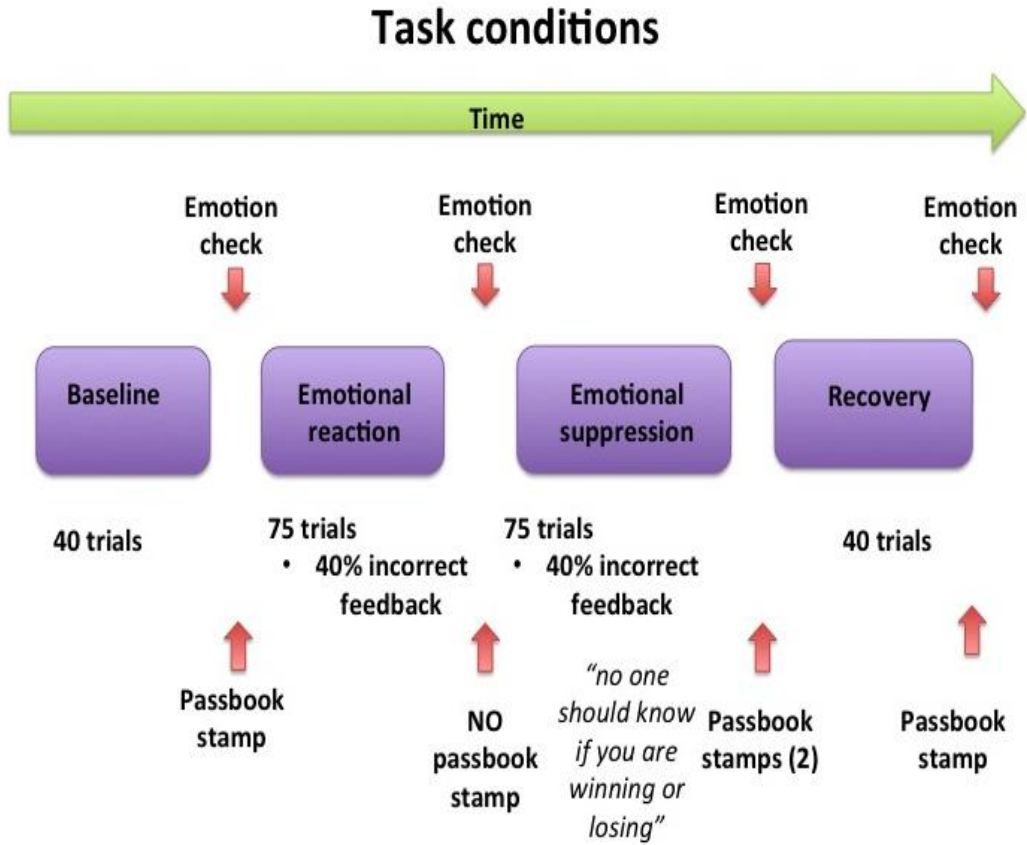 Task conditions
Time
Emotion
check
Emotion
check
Emotion
check
Emotion
check
Baseline
Emotional
reaction
Emotional
suppression
Recovery
40 trials
75 trials
• 40% incorrect
feedback
75 trials
• 40% incorrect
feedback
40 trials
Passbook
stamp
NO
passbook
stamp
“no one
should know
if you are
winning or
losing”
Passbook
stamps (2)
Passbook
stamp